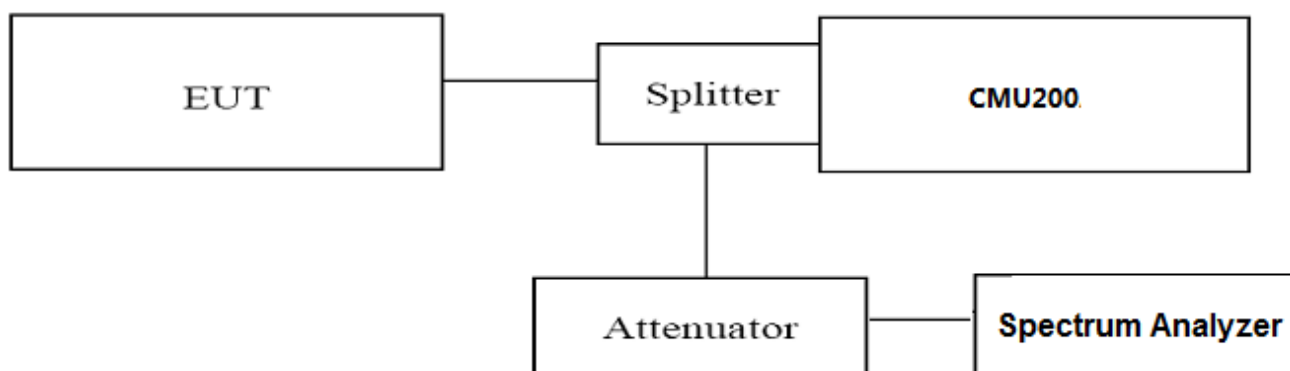 EUT
Splitter
CMU200
Attenuator
Spectrum Analyzer